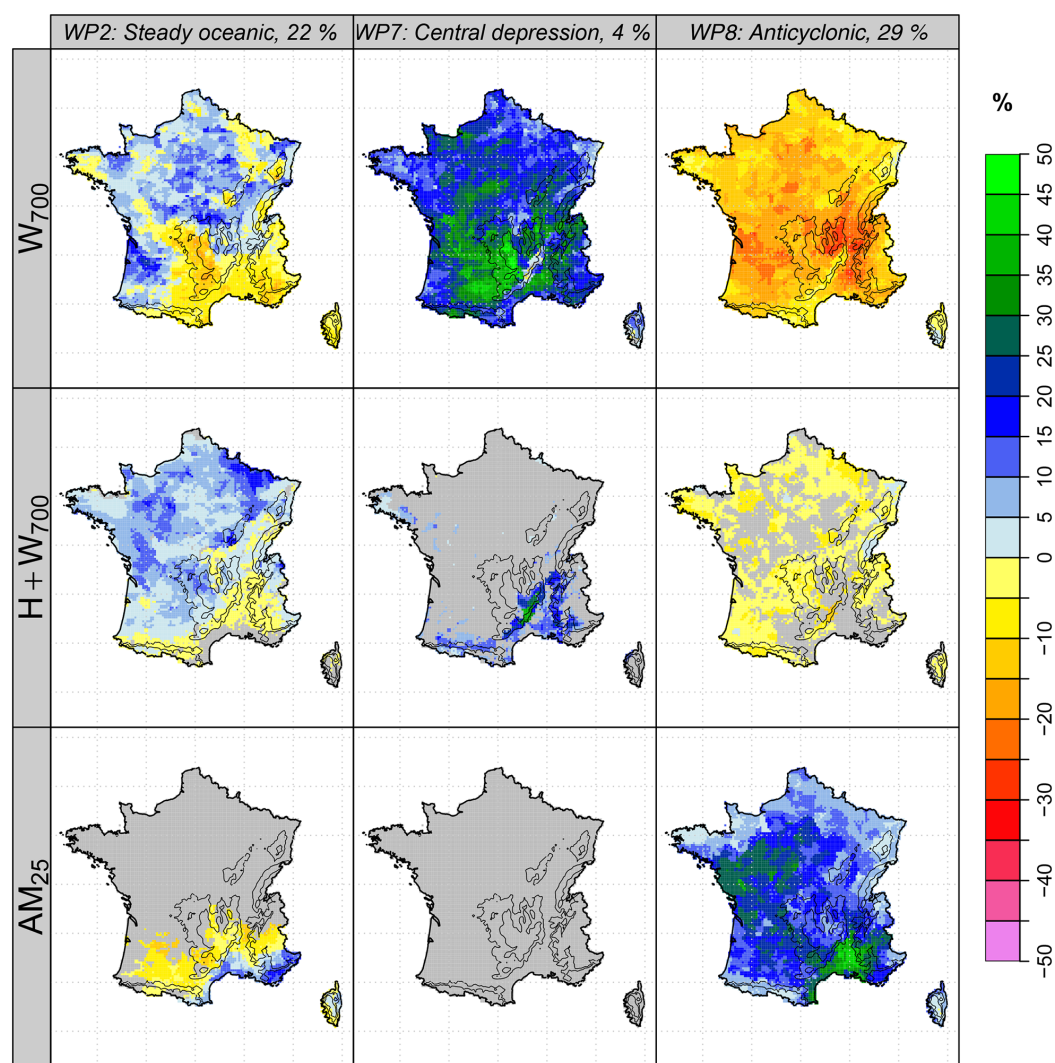 WP2: Steady oceanic, 22 %
WP7: Central depression, 4 %
WP8: Anticyclonic, 29 %
W700
H + W700
AM25
%
50
45
40
35
30
25
20
15
10
5
0
−10
−20
−30
−40
−50